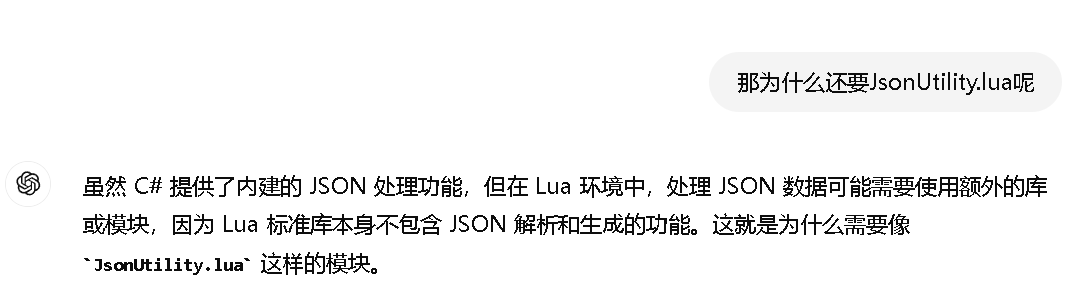 那为什么还要JsonUtility.lua呢
虽然 C# 提供了内建的 JSON 处理功能，但在 Lua 环境中，处理 JSON 数据可能需要使用额外的库
或模块，因为 Lua 标准库本身不包含 JSON 解析和生成的功能。这就是为什么需要像
`JsonUtility.lua` 这样的模块。